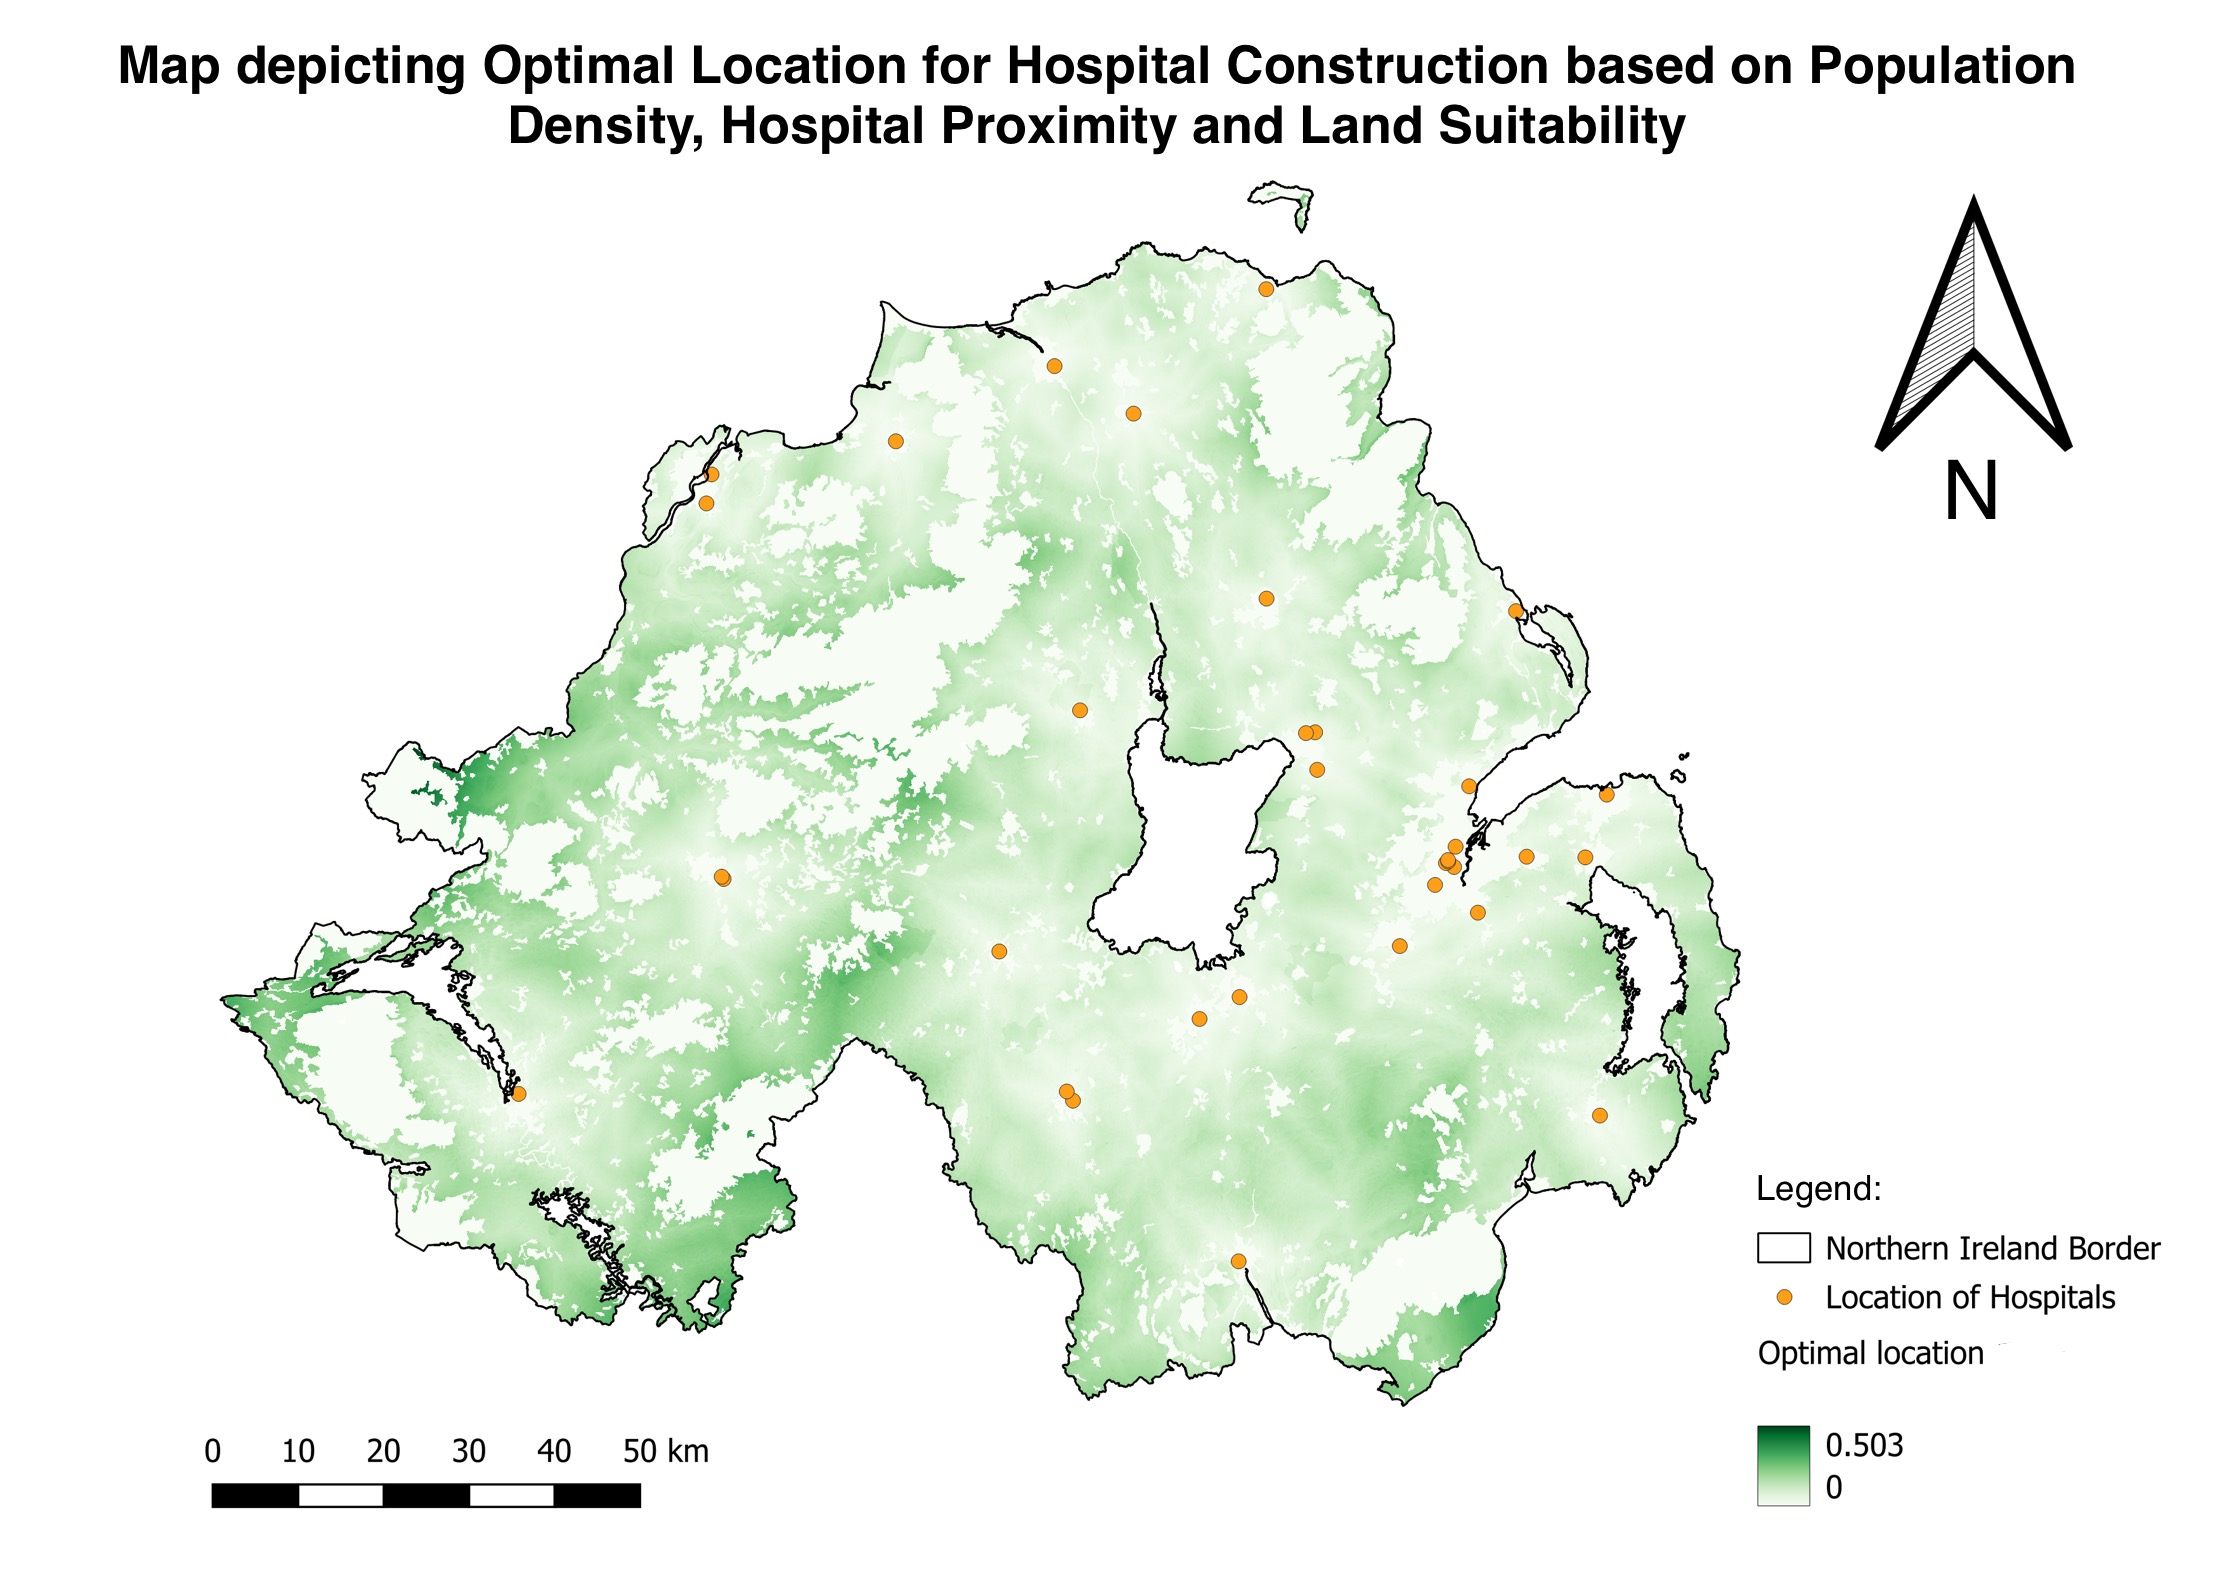 Map depicting Optimal Location for Hospital Construction based on Population
Density, Hospital Proximity and Land Suitability
N
Legend:
Northern Ireland Border
Location of Hospitals
Optimal location
0.503
0
0 10 20 30 40 50 km